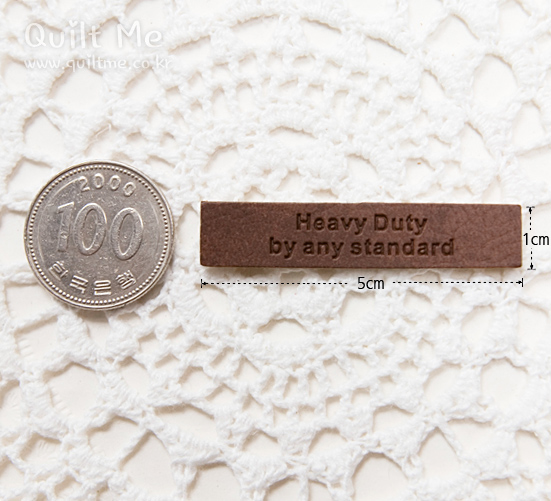 Quilt Me
www.quiltme.co.kr
2000
100
한국은행
Heavy Duty
by any standard
1cm
5cm